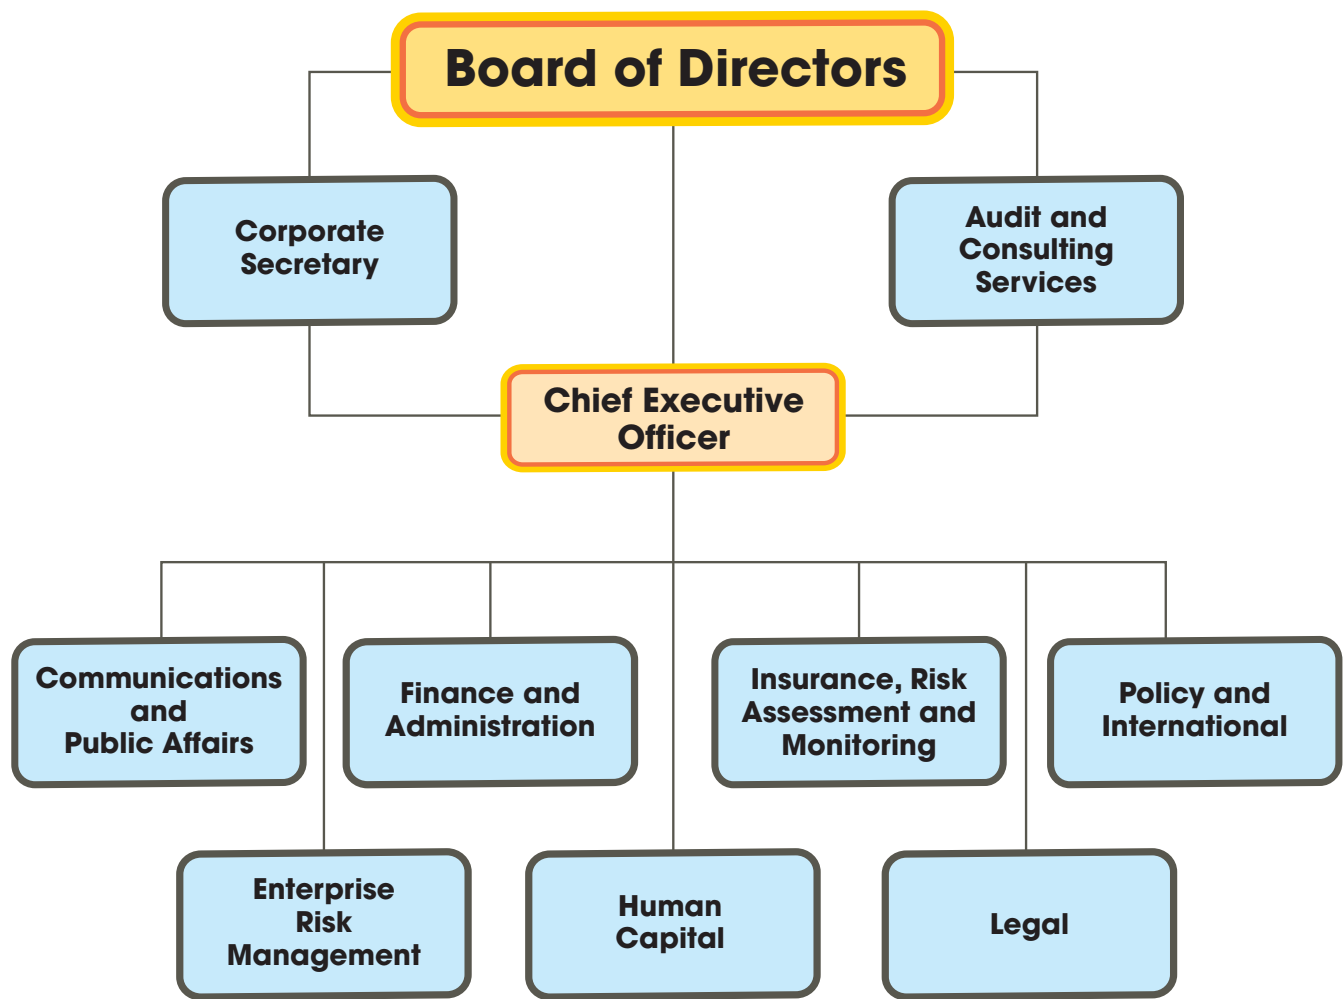 Board of Directors
Corporate
Secretary
Audit and
Consulting
Services
Chief Executive
Officer
Communications
and
Public Affairs
Finance and
Administration
Insurance, Risk
Assessment and
Monitoring
Policy and
International
Enterprise
Risk
Management
Human
Capital
Legal